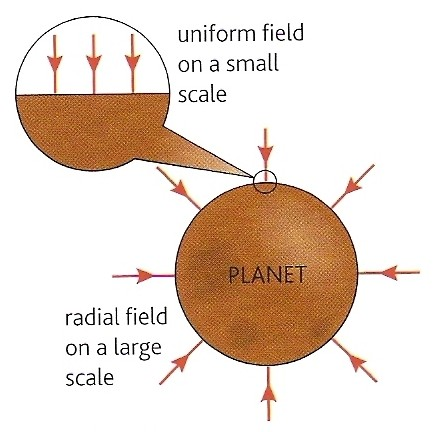 uniform field
on a small
scale
PLANET
radial field
on a large
scale